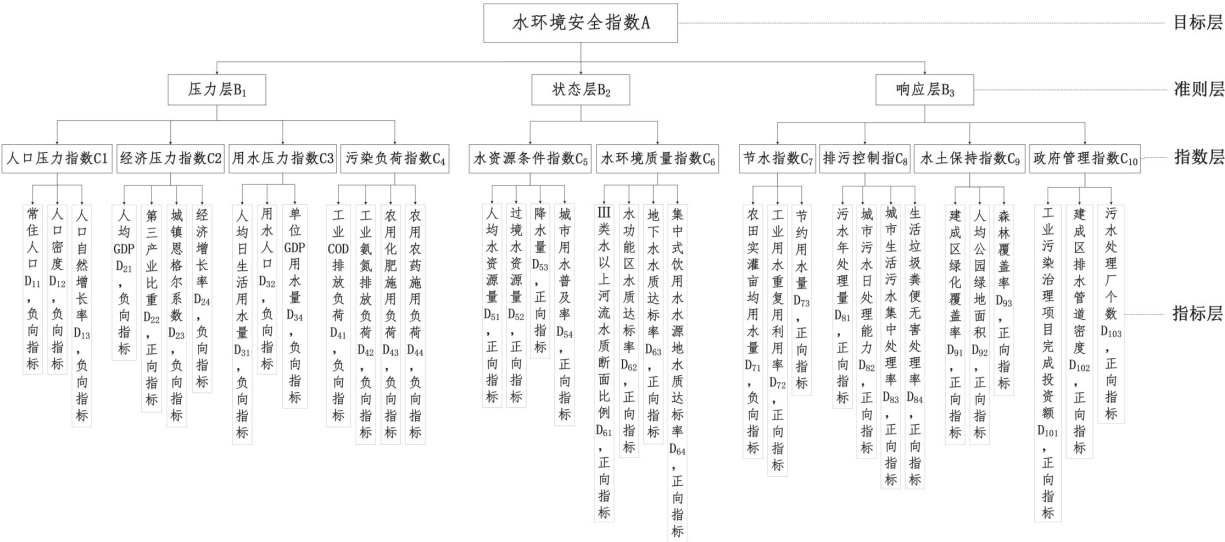 水环境安全指数A
目标层
压力层B₁
状态层B₂
响应层B₃
准则层
人口压力指数C1
经济压力指数C2
用水压力指数C3
污染负荷指数C₄
水资源条件指数C₅
水环境质量指数C₆
节水指数C₇
排污控制指C₈
水土保持指数C₉
政府管理指数C₁₀
指数层
常住人口D₁₁，负向指标
人口密度D₁₂，负向指标
人口自然增长率D₁₃，负向指标
人均GDP D₂₁，负向指标
第三产业比重D₂₂，正向指标
城镇恩格尔系数D₂₃，负向指标
经济增长率D₂₄，负向指标
人均日生活用水量D₃₁，负向指标
用水人口D₃₂，负向指标
单位GDP用水量D₃₄，负向指标
工业COD排放负荷D₄₁，负向指标
工业氨氮排放负荷D₄₂，负向指标
农用化肥施用负荷D₄₃，负向指标
农用农药施用负荷D₄₄，负向指标
人均水资源量D₅₁，正向指标
过境水资源量D₅₂，正向指标
降水量D₅₃，正向指标
城市用水普及率D₅₄，正向指标
Ⅲ类水以上河流水质断面比例D₆₁，正向指标
水功能区水质达标率D₆₂，正向指标
地下水水质达标率D₆₃，正向指标
集中式饮用水水源地水质达标率D₆₄，正向指标
农田实灌亩均用水量D₇₁，负向指标
工业用水重复用利用率D₇₂，正向指标
节约用水量D₇₃，正向指标
污水年处理量D₈₁，正向指标
城市污水日处理能力D₈₂，正向指标
城市生活污水集中处理率D₈₃，正向指标
生活垃圾粪便无害处理率D₈₄，正向指标
建成区绿化覆盖率D₉₁，正向指标
人均公园绿地面积D₉₂，正向指标
森林覆盖率D₉₃，正向指标
工业污染治理项目完成投资额D₁₀₁，正向指标
建成区排水管道密度D₁₀₂，正向指标
污水处理厂个数D₁₀₃，正向指标
指标层